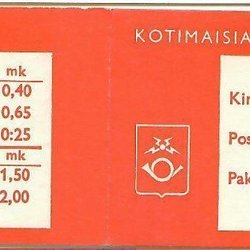 mk
0,40
0,65
0:25
mk
1,50
2,00
KOTIMAISIA
Kir
Pos
Pak